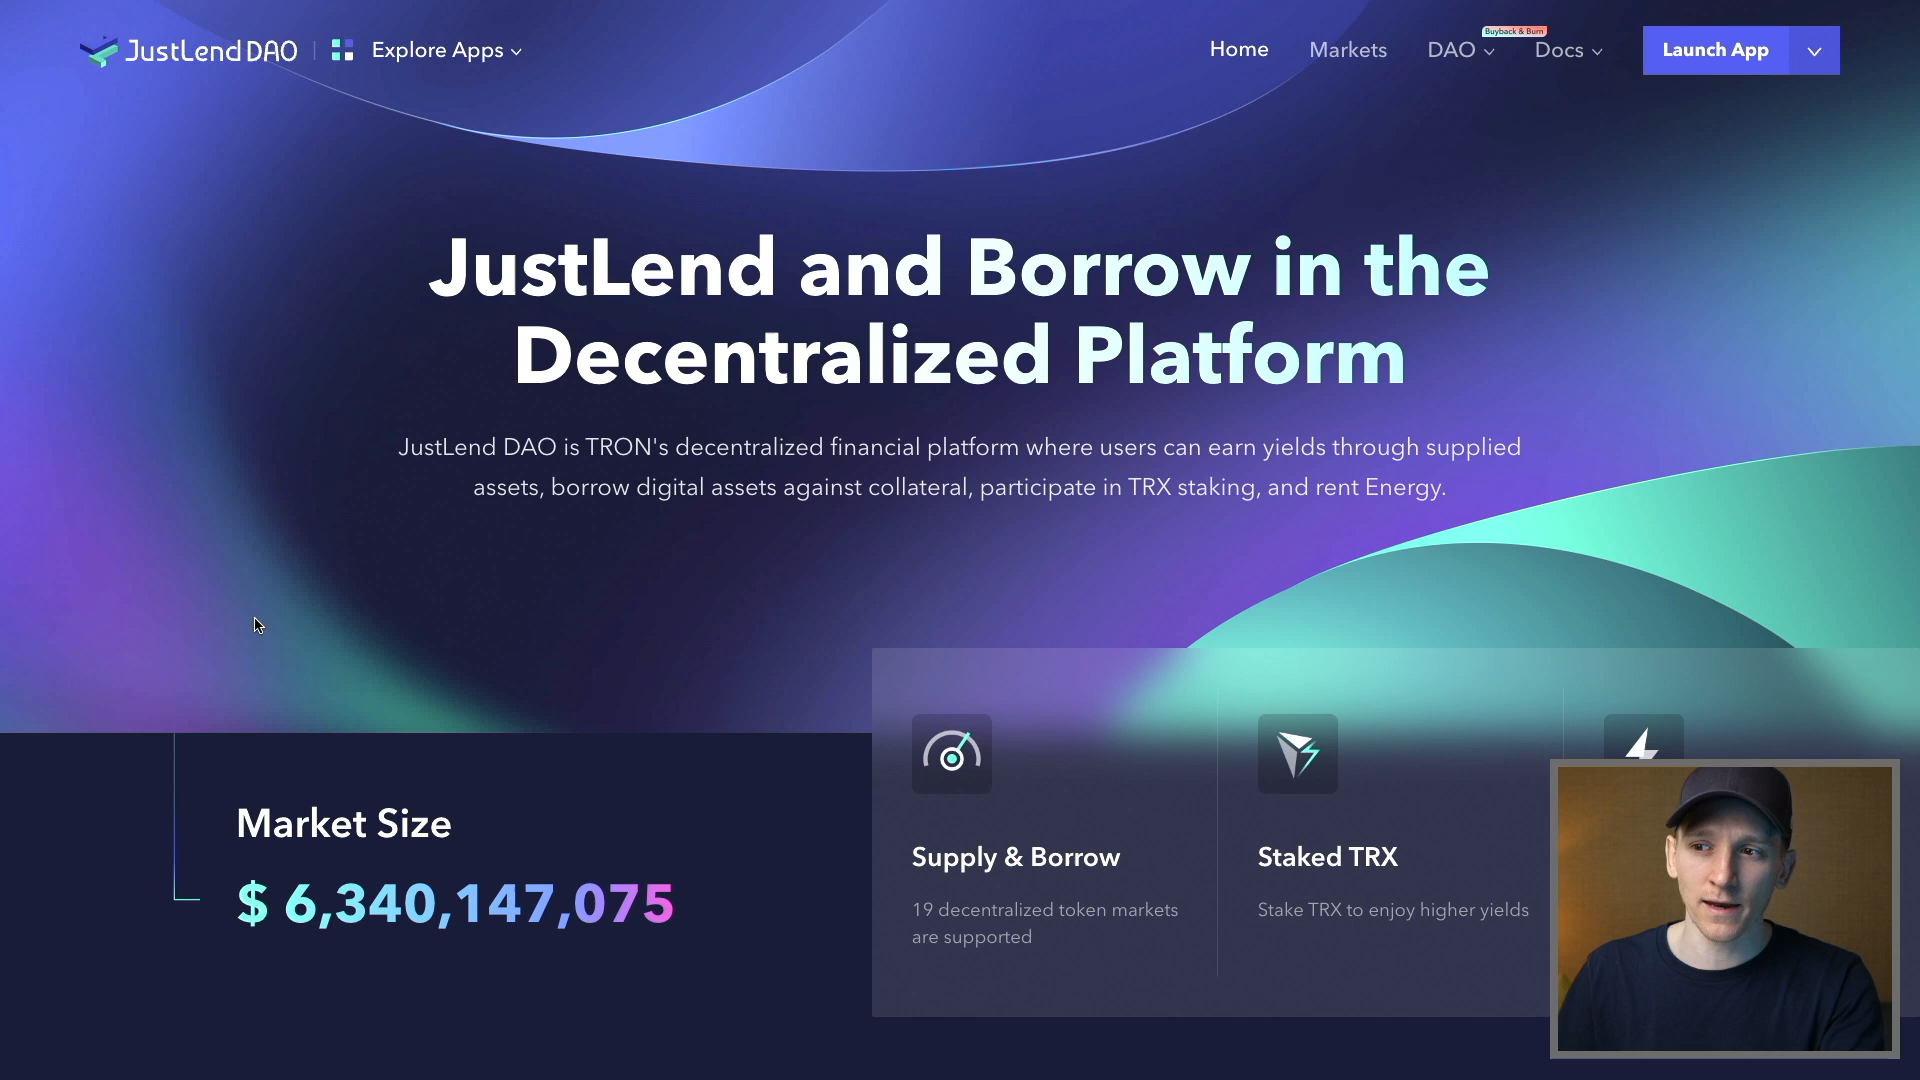 JustLend DAO
Explore Apps
Home
Markets
DAO
Buyback & Burn
Docs
Launch App
JustLend and Borrow in the
Decentralized Platform
JustLend DAO is TRON's decentralized financial platform where users can earn yields through supplied
assets, borrow digital assets against collateral, participate in TRX staking, and rent Energy.
Market Size
$ 6,340,147,075
Supply & Borrow
19 decentralized token markets
are supported
Staked TRX
Stake TRX to enjoy higher yields